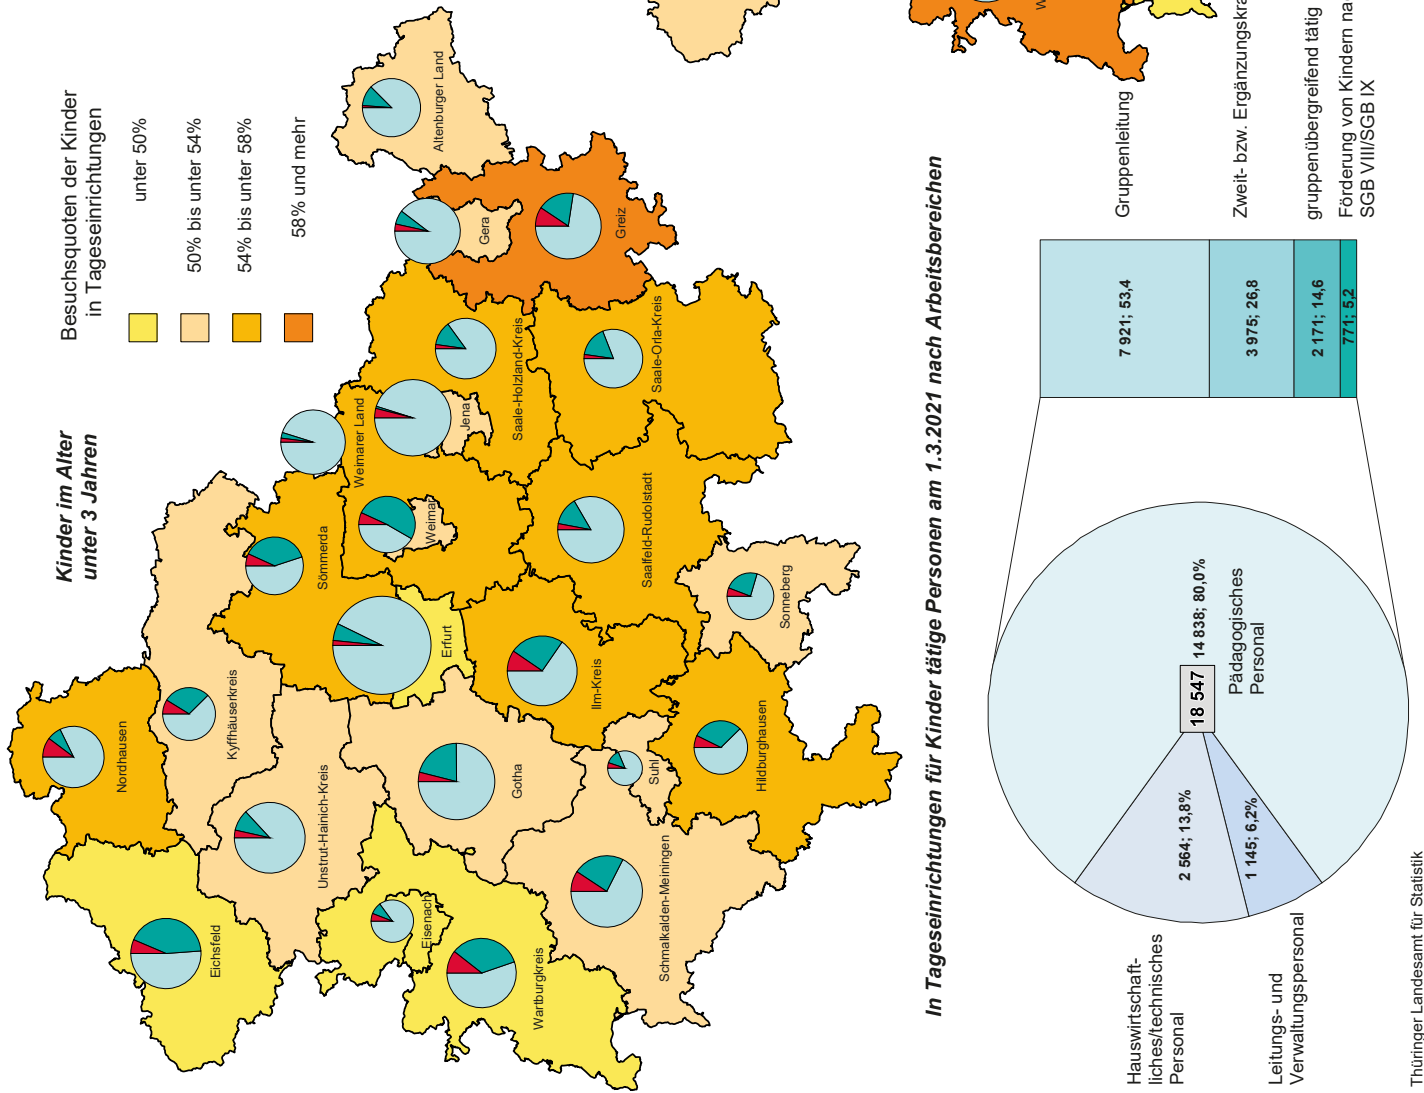 Kinder im Alter
unter 3 Jahren
Besuchsquoten der Kinder
in Tageseinrichtungen
unter 50%
50% bis unter 54%
54% bis unter 58%
58% und mehr
Nordhausen
Eichsfeld
Kyffhäuserkreis
Unstrut-Hainich-Kreis
Sömmerda
Weimarer Land
Weimar
Erfurt
Jena
Gera
Altenburger Land
Greiz
Saale-Holzland-Kreis
Saale-Orla-Kreis
Saalfeld-Rudolstadt
Sonneberg
Ilm-Kreis
Gotha
Suhl
Hildburghausen
Schmalkalden-Meiningen
Eisenach
Wartburgkreis
In Tageseinrichtungen für Kinder tätige Personen am 1.3.2021 nach Arbeitsbereichen
Hauswirtschaft-
liches/technisches
Personal
Leitungs- und
Verwaltungspersonal
2 564; 13,8%
1 145; 6,2%
18 547
14 838; 80,0%
Pädagogisches
Personal
7 921; 53,4
3 975; 26,8
2 171; 14,6
771; 5,2
Gruppenleitung
Zweit- bzw. Ergänzungskra
gruppenübergreifend tätig
Förderung von Kindern na
SGB VIII/SGB IX
Thüringer Landesamt für Statistik